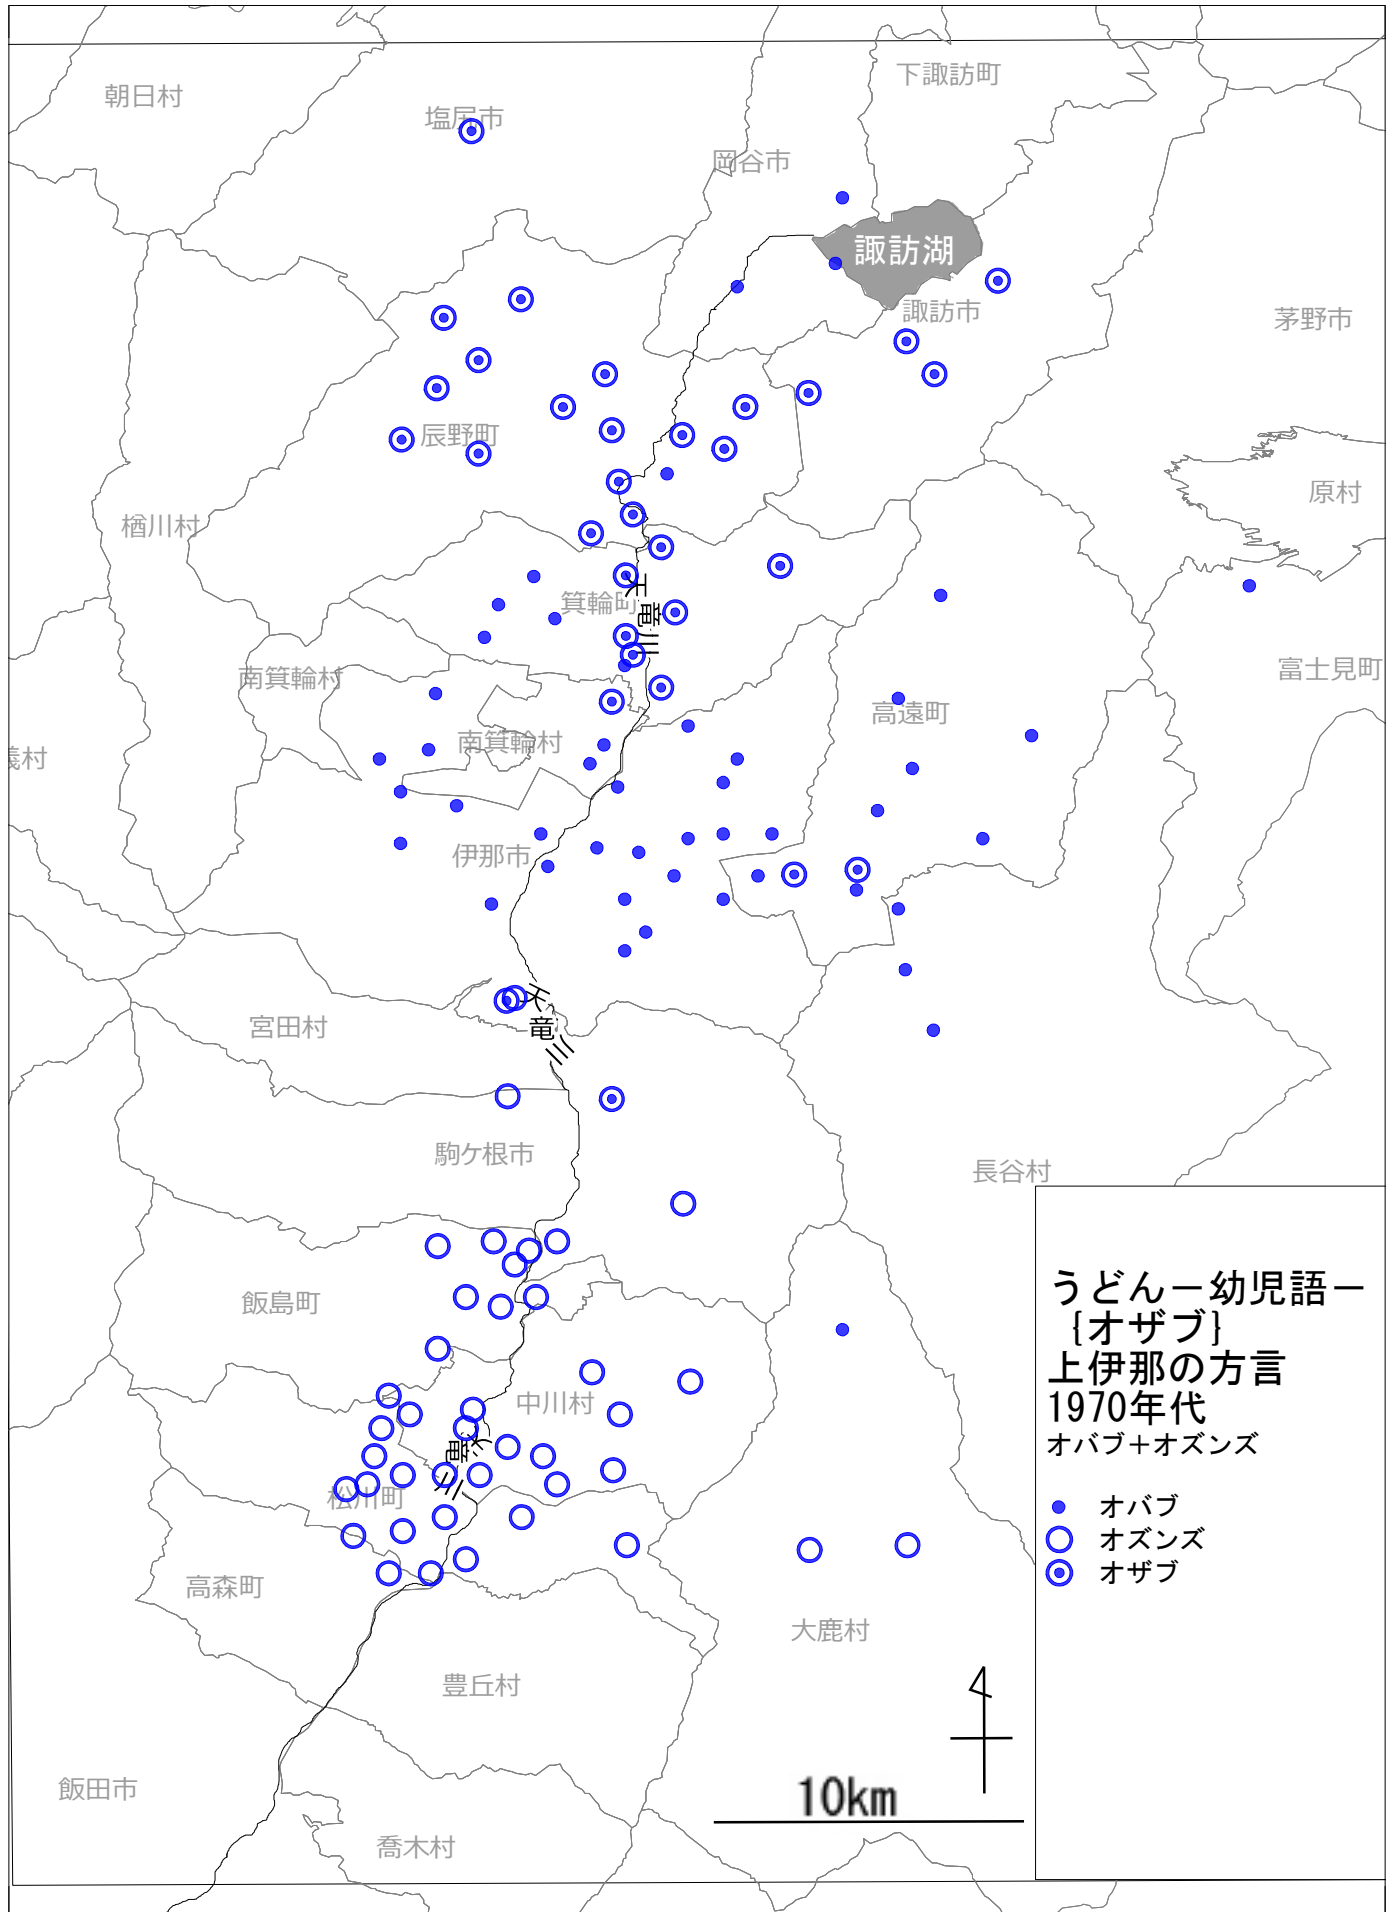 下諏訪町
朝日村
塩尻市
岡谷市
諏訪湖
諏訪市
茅野市
辰野町
原村
楢川村
天竜川
箕輪町
南箕輪村
富士見町
高遠町
南箕輪村
義村
伊那市
天竜川
宮田村
駒ケ根市
長谷村
飯島町
中川村
天竜川
松川町
高森町
大鹿村
豊丘村
飯田市
喬木村
10km
うどんー幼児語ー
{オザブ}
上伊那の方言
1970年代
オバブ+オズンズ
オバブ
オズンズ
オザブ